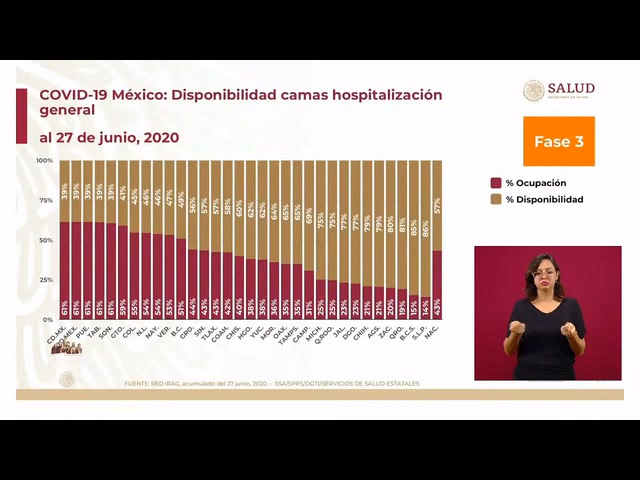 COVID-19 México: Disponibilidad camas hospitalización
general
al 27 de junio, 2020
SALUD
SECRETARÍA DE SALUD
Fase 3
% Ocupación
% Disponibilidad
100%
75%
50%
25%
0%
39% 39% 39% 39% 39% 41% 45% 46% 46% 47% 49% 56% 57% 57% 58% 60% 62% 62% 64% 65% 65% 69% 75% 75% 77% 77% 79% 79% 80% 81% 85% 86% 57%
61% 61% 61% 61% 61% 59% 55% 54% 54% 53% 51% 44% 43% 43% 42% 40% 38% 38% 36% 35% 35% 31% 25% 25% 23% 23% 21% 21% 20% 19% 15% 14% 43%
CD.MX. DO.MEX. PUE. TAB. SON. GTO. COL. N.L. NAY. VER. B.C. GRO. SIN. TLAX. COAH. CHIS. HGO. YUC. MOR. OAX. TAMPS. CAMP. MICH. Q.ROO. JAL. DGO. CHIH. AGS. ZAC. QRO. B.C.S. S.L.P. NAC.
FUENTE: RED IRAG, acumulado del 27 junio, 2020. – SSA/SPPS/DGTI/SERVICIOS DE SALUD ESTATALES